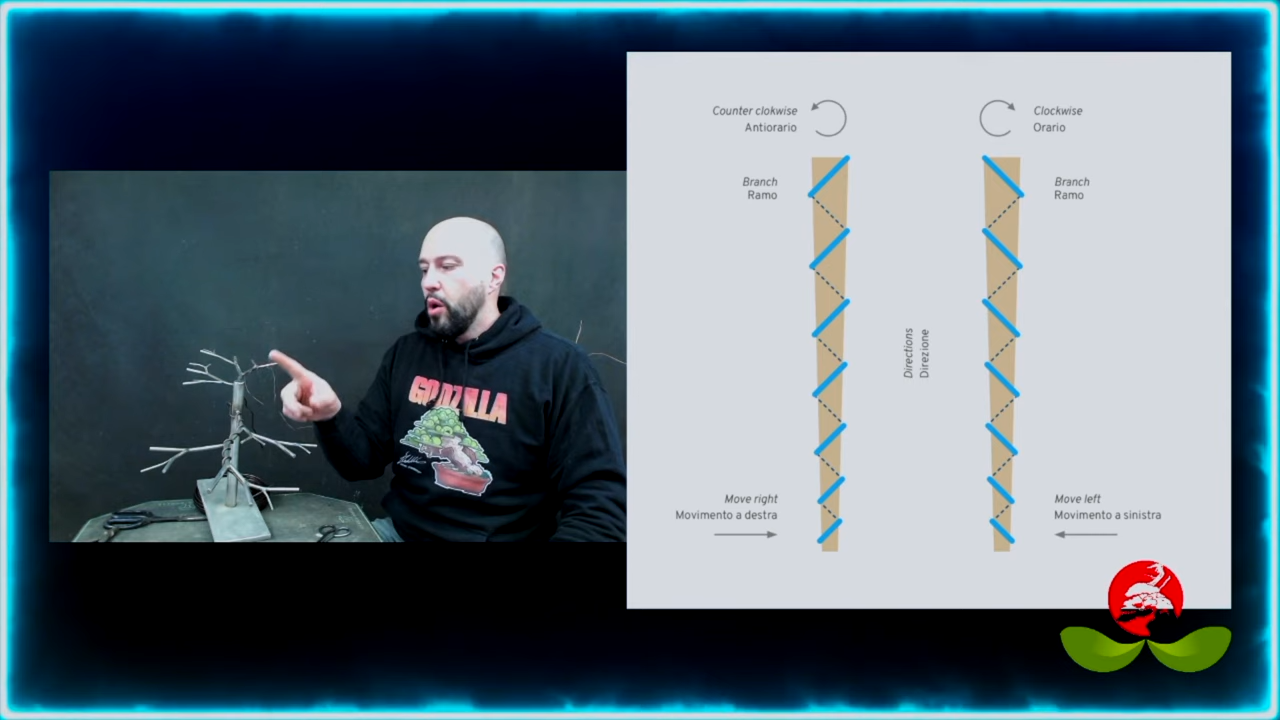 Counter clokwise
Antiorario
Clockwise
Orario
Branch
Ramo
Branch
Ramo
Directions
Direzione
Move right
Movimento a destra
Move left
Movimento a sinistra
GODZILLA